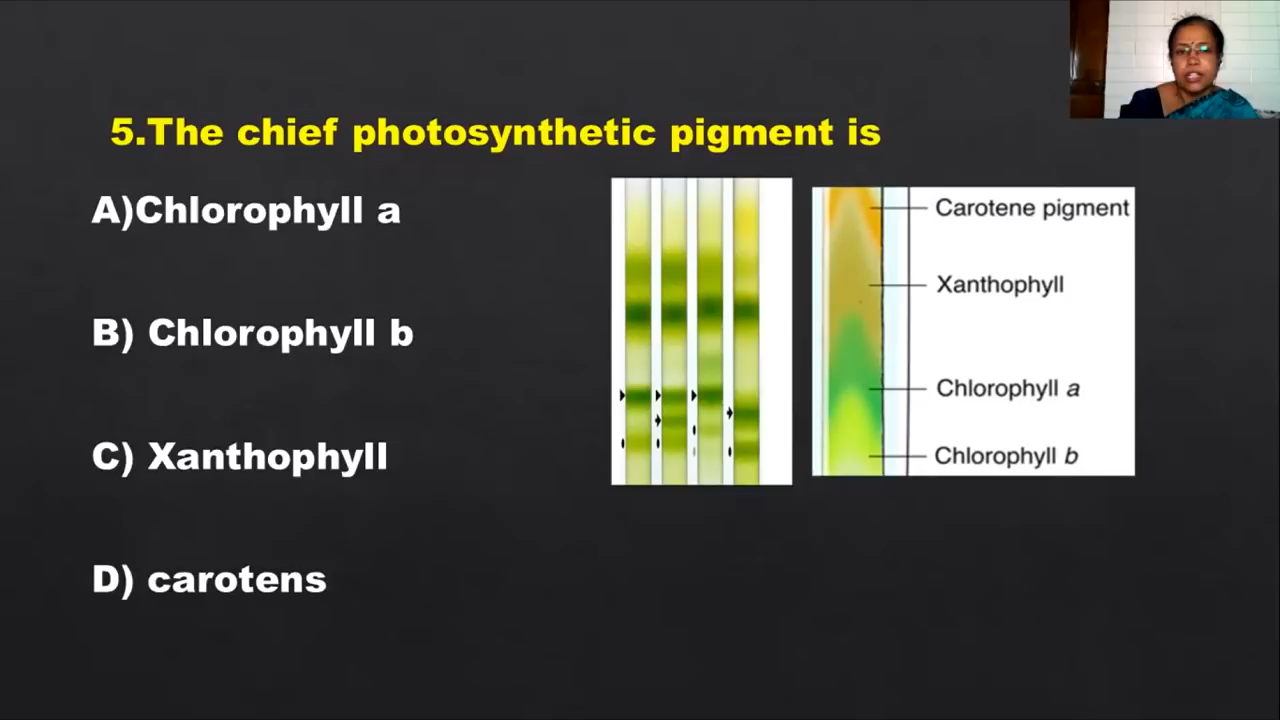 5.The chief photosynthetic pigment is
A)Chlorophyll a
B) Chlorophyll b
C) Xanthophyll
D) carotens
Carotene pigment
Xanthophyll
Chlorophyll a
Chlorophyll b